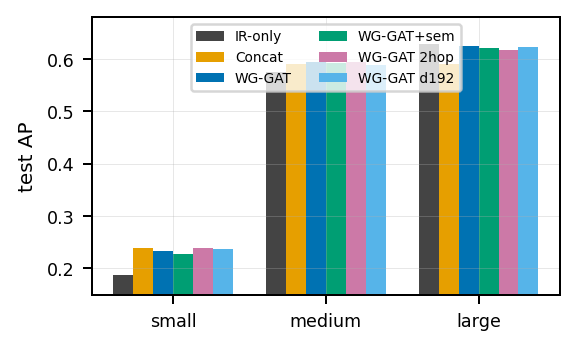 IR-only
Concat
WG-GAT
WG-GAT+sem
WG-GAT 2hop
WG-GAT d192
test AP
0.6
0.5
0.4
0.3
0.2
small medium large